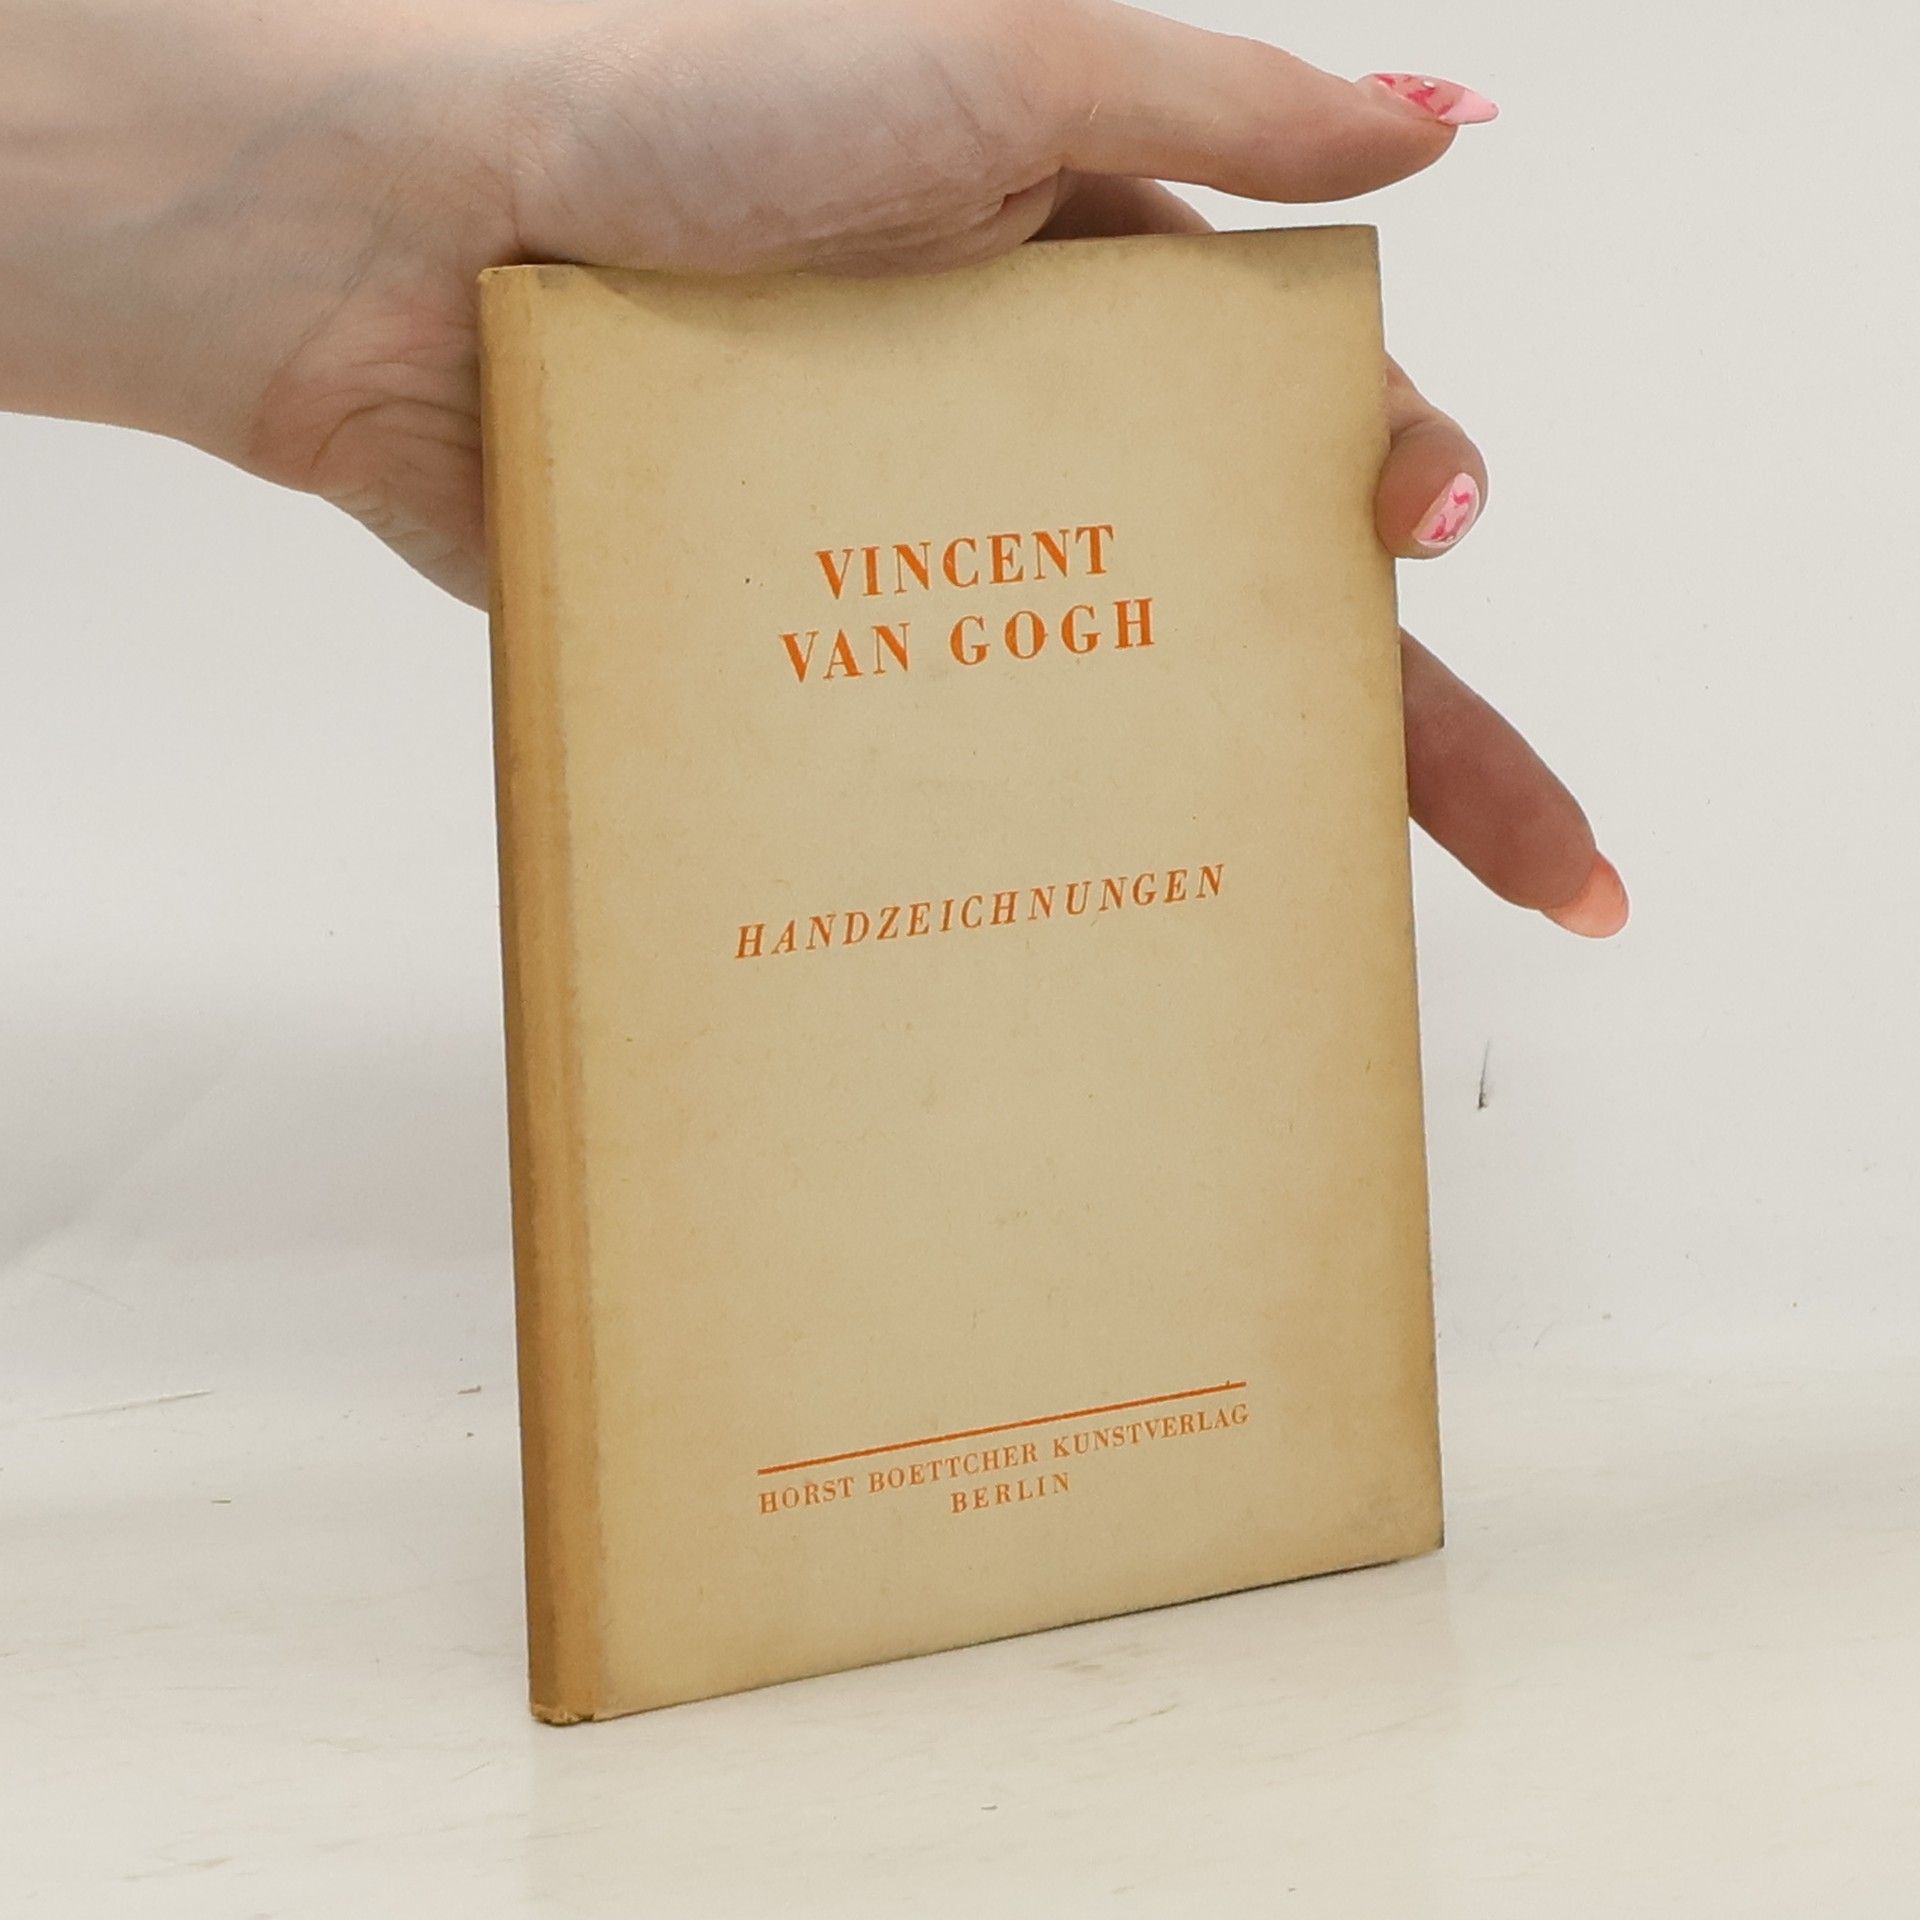 VINCENT
VAN GOGH
HANDZEICHNUNGEN
HORST BOETTCHER KUNSTVERLAG
BERLIN